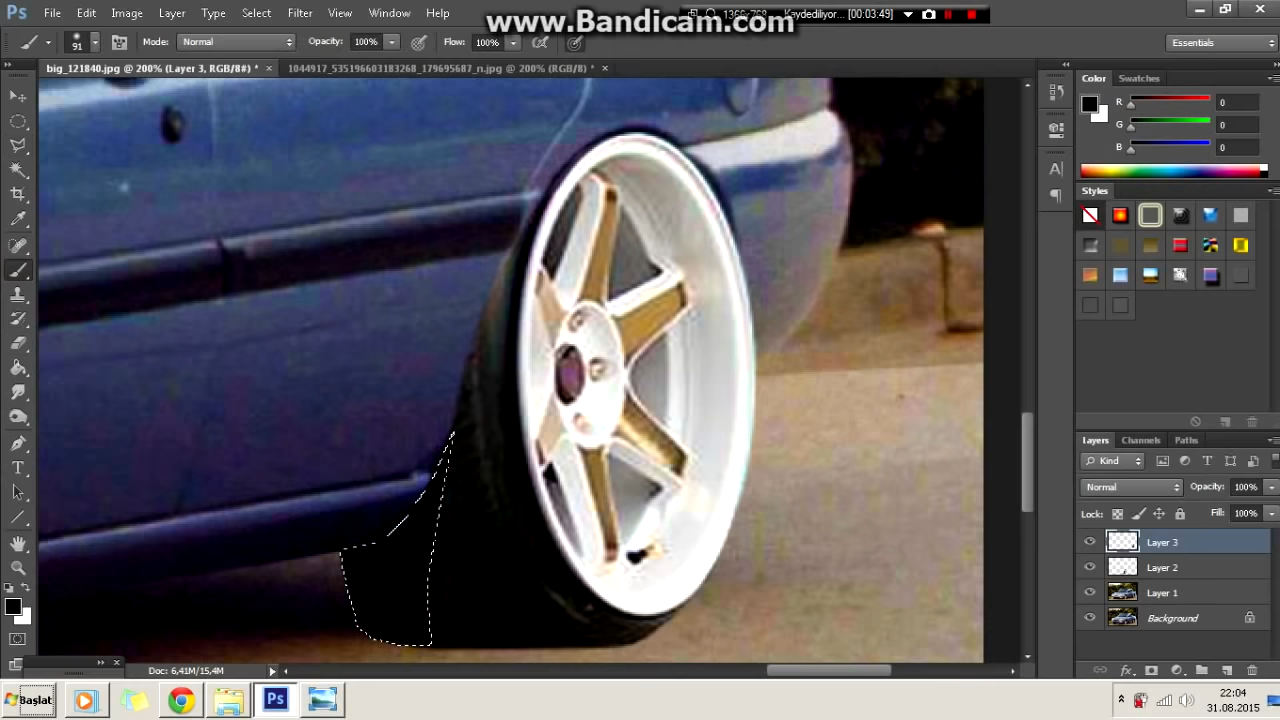 Ps File Edit Image Layer Type Select Filter View Window Help
www.Bandicam.com
1366x768 Kaydediliyor... [00:03:49]
91 Mode: Normal Opacity: 100% Flow: 100% Essentials
big_121840.jpg @ 200% (Layer 3, RGB/8#) * × 1044917_535196603183268_179695687_n.jpg @ 200% (RGB/8) * ×
Color Swatches
R 0
G 0
B 0
Styles
Layers Channels Paths
Kind
Normal Opacity: 100%
Lock: Fill: 100%
Layer 3
Layer 2
Layer 1
Background
Doc: 6,41M/15,4M
Başlat Ps
22:04
31.08.2015